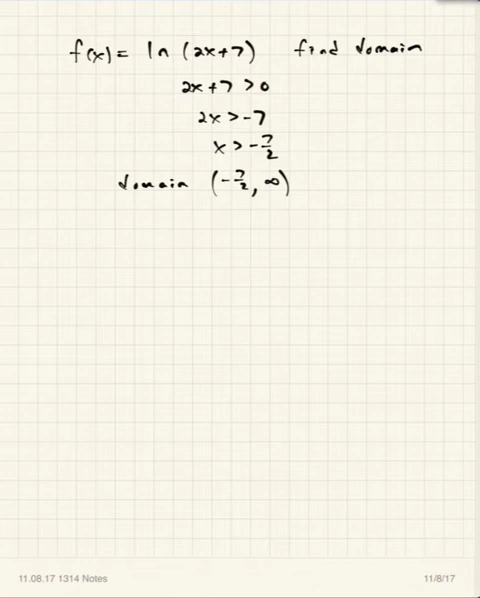 f(x) = ln (2x+7) find domain
2x+7 >0
2x > -7
x > -7/2
domain (-7/2, ∞)
11.08.17 1314 Notes 11/8/17